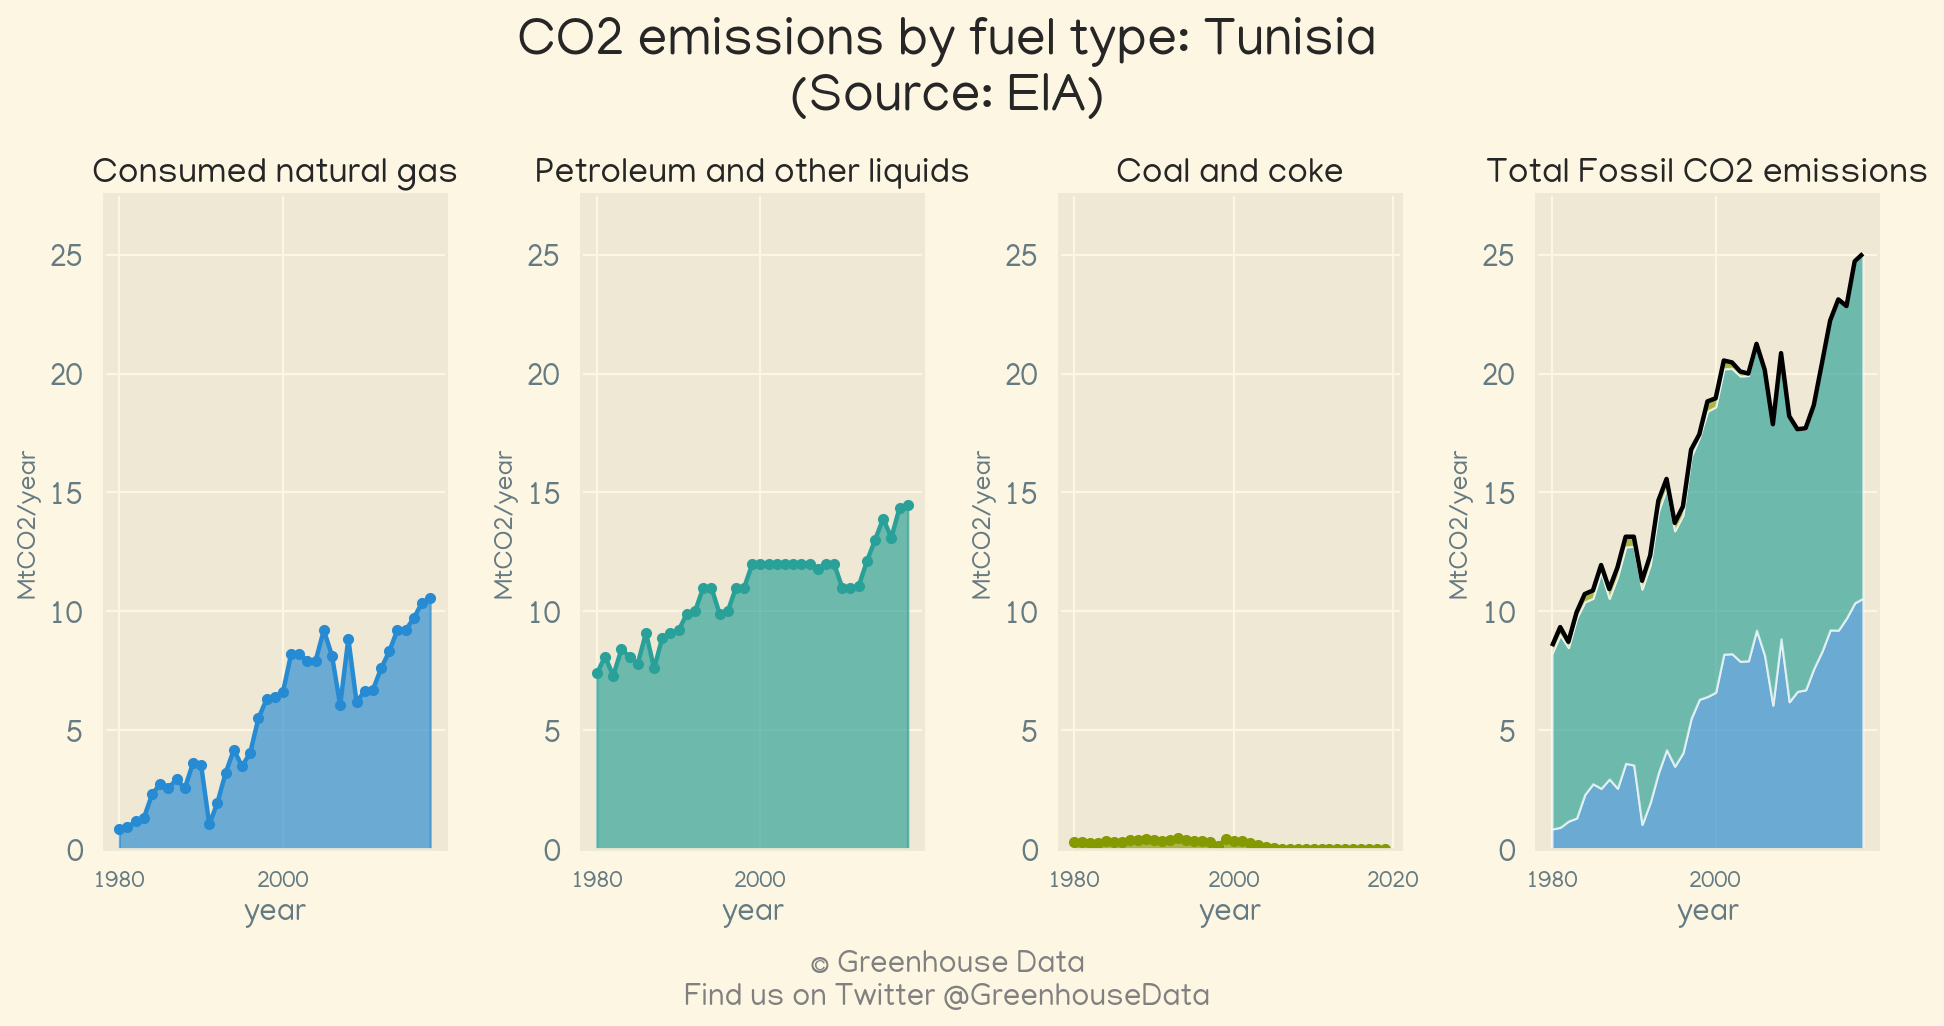 CO2 emissions by fuel type: Tunisia
(Source: EIA)
Consumed natural gas
MtCO2/year
25
20
15
10
5
0
1980 2000
year
Petroleum and other liquids
MtCO2/year
25
20
15
10
5
0
1980 2000
year
Coal and coke
MtCO2/year
25
20
15
10
5
0
1980 2000 2020
year
Total Fossil CO2 emissions
MtCO2/year
25
20
15
10
5
0
1980 2000
year
© Greenhouse Data
Find us on Twitter @GreenhouseData